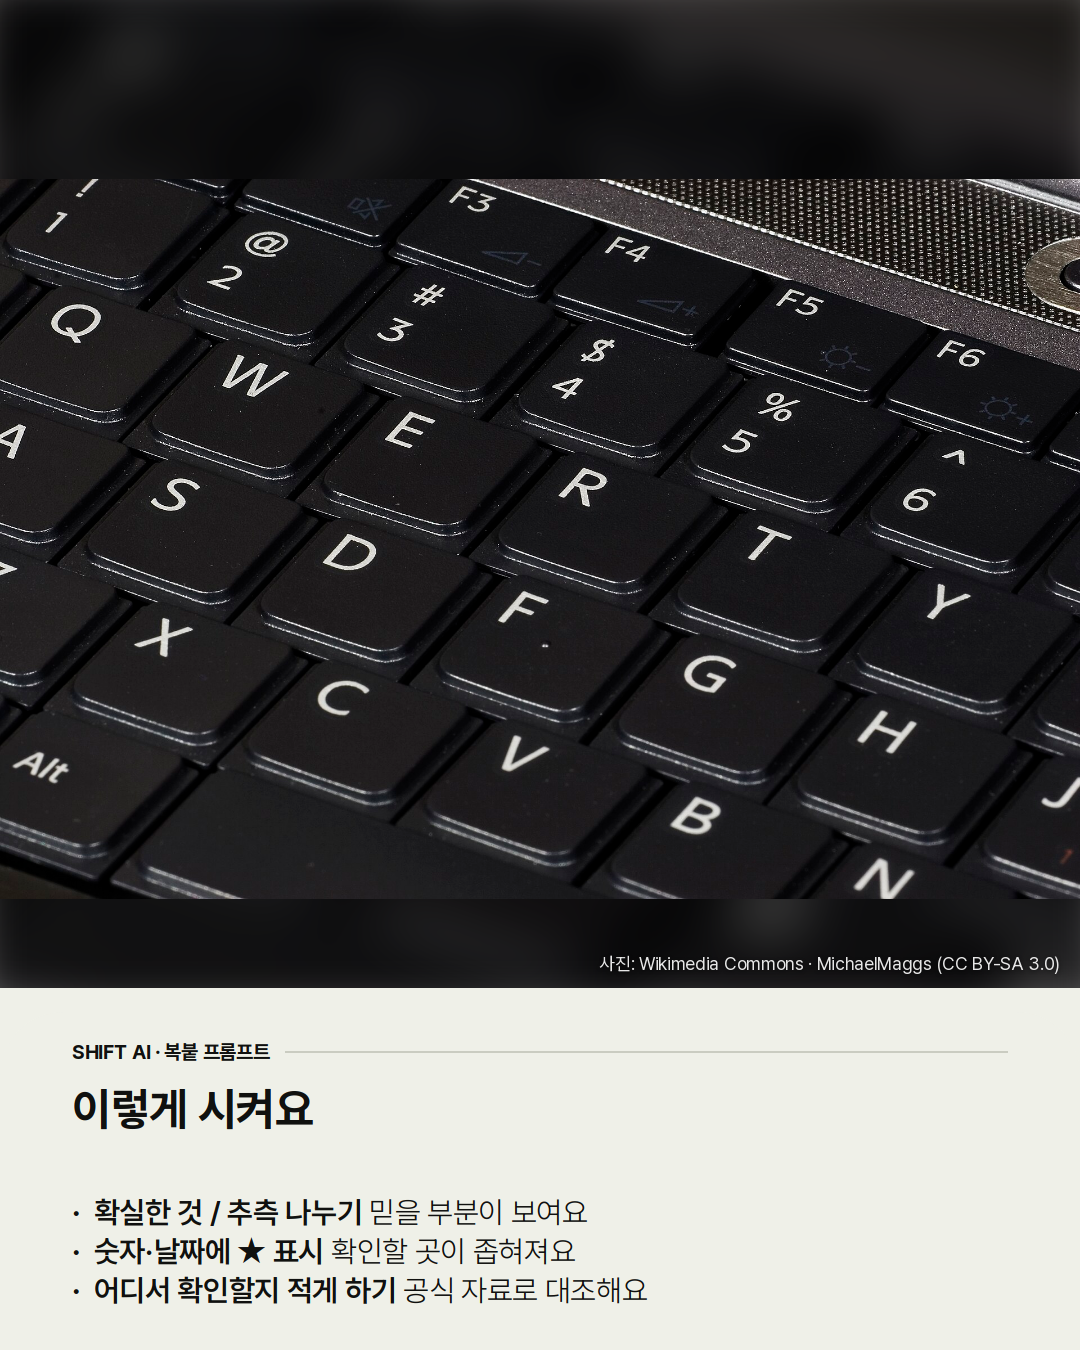 ! F3
1 @ F4
2 # F5
Q 3 $ F6
W 4 %
A E 5 ^
S R 6
D T
Z F Y
X G
C H
Alt V J
B
N
사진: Wikimedia Commons · MichaelMaggs (CC BY-SA 3.0)
SHIFT AI · 복붙 프롬프트
이렇게 시켜요
· 확실한 것 / 추측 나누기 믿을 부분이 보여요
· 숫자·날짜에 ★ 표시 확인할 곳이 좁혀져요
· 어디서 확인할지 적게 하기 공식 자료로 대조해요